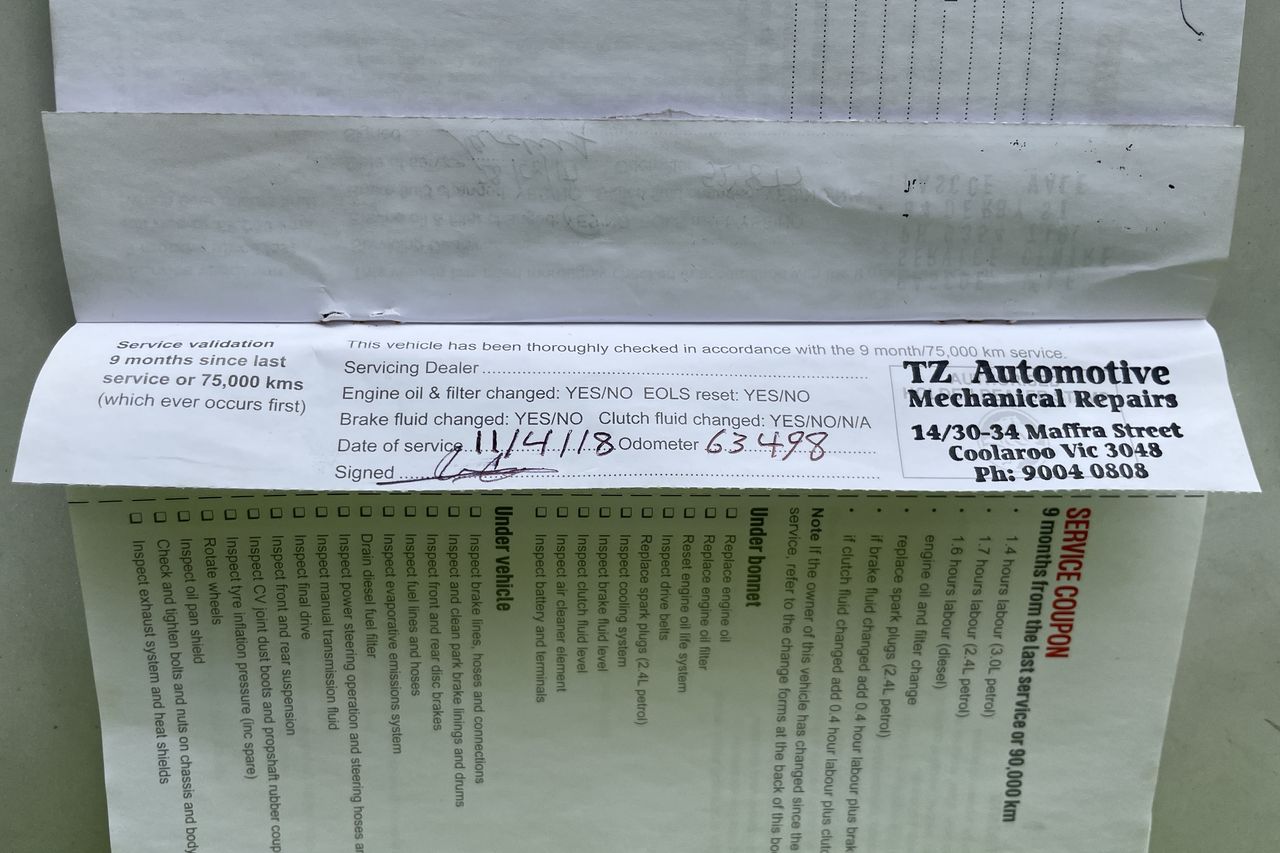 Service validation
9 months since last
service or 75,000 kms
(which ever occurs first)
This vehicle has been thoroughly checked in accordance with the 9 month/75,000 km service.
Servicing Dealer
Engine oil & filter changed: YES/NO EOLS reset: YES/NO
Brake fluid changed: YES/NO Clutch fluid changed: YES/NO/N/A
Date of service 11/4/18 Odometer 63498
Signed
TZ Automotive
Mechanical Repairs
14/30-34 Maffra Street
Coolaroo Vic 3048
Ph: 9004 0808
SERVICE COUPON
9 months from the last service or 90,000 km
• 1.4 hours labour (3.0L petrol)
• 1.7 hours labour (2.4L petrol)
• 1.6 hours labour (diesel)
• engine oil and filter change
• replace spark plugs (2.4L petrol)
• if brake fluid changed add 0.4 hour labour plus brak
• if clutch fluid changed add 0.4 hour labour plus clutc
Note If the owner of this vehicle has changed since the
service, refer to the change forms at the back of this bo
Under bonnet
❑ Replace engine oil
❑ Replace engine oil filter
❑ Reset engine oil life system
❑ Inspect drive belts
❑ Replace spark plugs (2.4L petrol)
❑ Inspect cooling system
❑ Inspect brake fluid level
❑ Inspect clutch fluid level
❑ Inspect air cleaner element
❑ Inspect battery and terminals
Under vehicle
❑ Inspect brake lines, hoses and connections
❑ Inspect and clean park brake linings and drums
❑ Inspect front and rear disc brakes
❑ Inspect fuel lines and hoses
❑ Inspect evaporative emissions system
❑ Drain diesel fuel filter
❑ Inspect power steering operation and steering hoses ar
❑ Inspect manual transmission fluid
❑ Inspect final drive
❑ Inspect front and rear suspension
❑ Inspect CV joint dust boots and propshaft rubber coup
❑ Inspect tyre inflation pressure (inc spare)
❑ Rotate wheels
❑ Inspect oil pan shield
❑ Check and tighten bolts and nuts on chassis and body
❑ Inspect exhaust system and heat shields